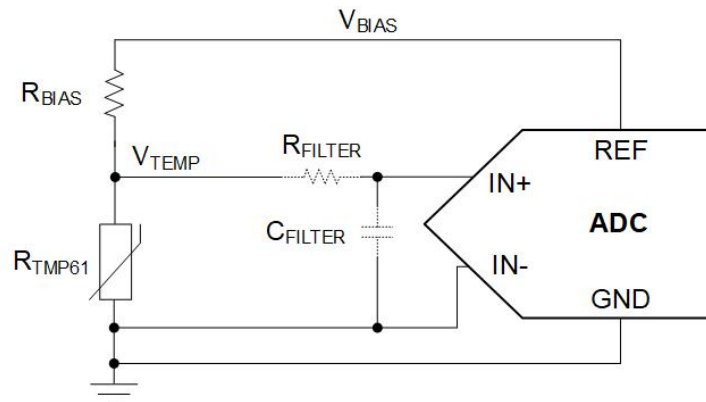 VBIAS
RBIAS
VTEMP
RFILTER
REF
IN+
CFILTER
ADC
RTMP61
IN-
GND